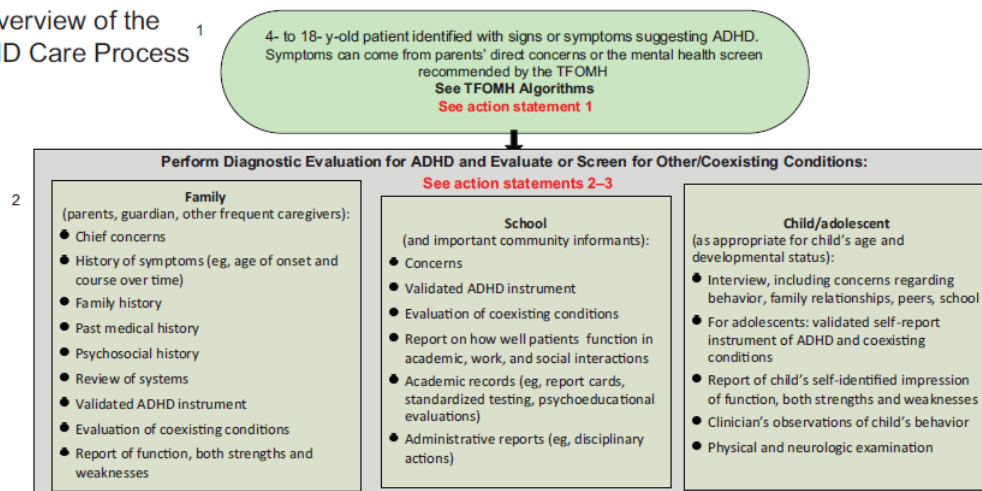 verview of the
HD Care Process
1
4- to 18- y-old patient identified with signs or symptoms suggesting ADHD.
Symptoms can come from parents' direct concerns or the mental health screen
recommended by the TFOMH
See TFOMH Algorithms
See action statement 1
Perform Diagnostic Evaluation for ADHD and Evaluate or Screen for Other/Coexisting Conditions:
See action statements 2–3
2
Family
(parents, guardian, other frequent caregivers):
● Chief concerns
● History of symptoms (eg, age of onset and
course over time)
● Family history
● Past medical history
● Psychosocial history
● Review of systems
● Validated ADHD instrument
● Evaluation of coexisting conditions
● Report of function, both strengths and
weaknesses
School
(and important community informants):
● Concerns
● Validated ADHD instrument
● Evaluation of coexisting conditions
● Report on how well patients function in
academic, work, and social interactions
● Academic records (eg, report cards,
standardized testing, psychoeducational
evaluations)
● Administrative reports (eg, disciplinary
actions)
Child/adolescent
(as appropriate for child's age and
developmental status):
● Interview, including concerns regarding
behavior, family relationships, peers, school
● For adolescents: validated self-report
instrument of ADHD and coexisting
conditions
● Report of child's self-identified impression
of function, both strengths and weaknesses
● Clinician's observations of child's behavior
● Physical and neurologic examination